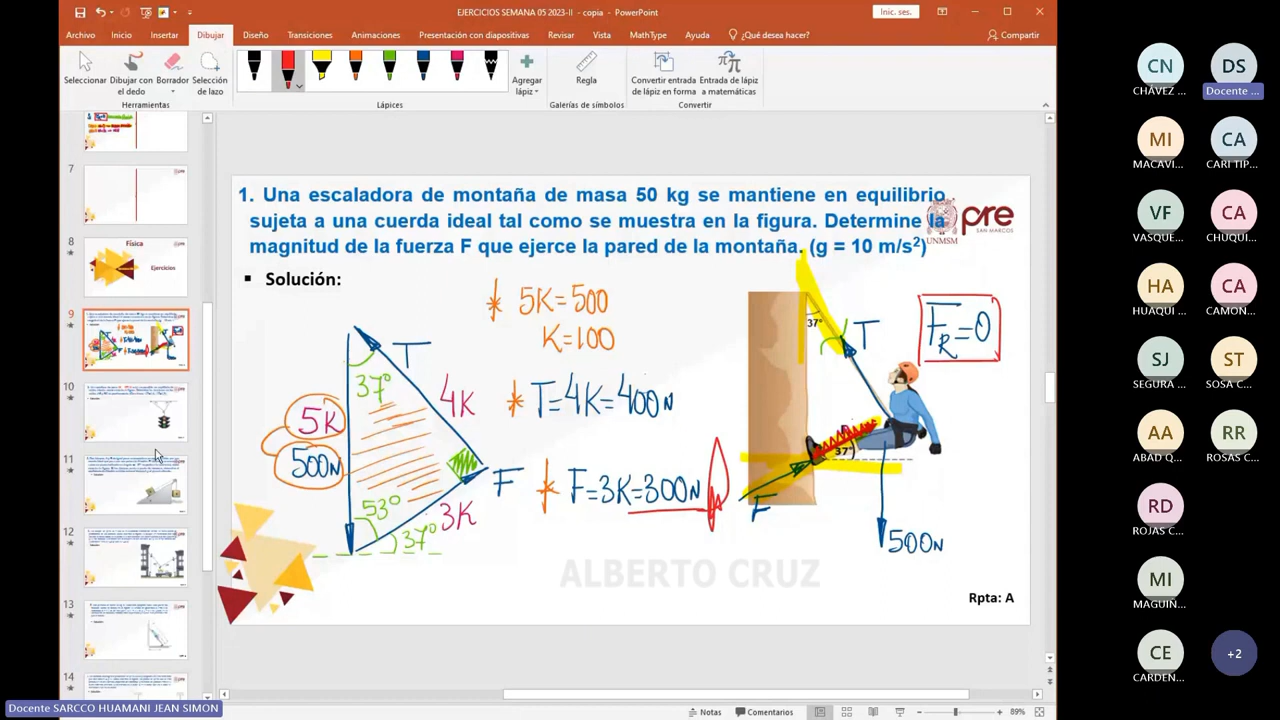 EJERCICIOS SEMANA 05 2023-II - copia - PowerPoint
Inic. ses.
Archivo Inicio Insertar Dibujar Diseño Transiciones Animaciones Presentación con diapositivas Revisar Vista MathType Ayuda ¿Qué desea hacer? Compartir
Seleccionar
Dibujar con el dedo
Borrador
Selección de lazo
Agregar lápiz
Regla
Convertir entrada de lápiz en forma
Entrada de lápiz a matemáticas
Herramientas
Lápices
Galerías de símbolos
Convertir
7
8
Física
Ejercicios
9
10
11
12
13
14
1. Una escaladora de montaña de masa 50 kg se mantiene en equilibrio
sujeta a una cuerda ideal tal como se muestra en la figura. Determine la
magnitud de la fuerza F que ejerce la pared de la montaña. (g = 10 m/s²)
UNMSM
pre
SAN MARCOS
▪ Solución:
5K=500
K=100
T=4K=400N
F=3K=300N
T
37°
4K
5K
500N
F
53°
3K
37°
37°
T
F_R=0
37°
F
500N
ALBERTO CRUZ
Rpta: A
Notas Comentarios 89%
Docente SARCCO HUAMANI JEAN SIMON
CN
CHÁVEZ ...
DS
Docente ...
MI
MACAVI...
CA
CARI TIP...
VF
VASQUE...
CA
CHUQUI...
HA
HUAQUI ...
CA
CAMON...
SJ
SEGURA ...
ST
SOSA C...
AA
ABAD Q...
RR
ROSAS C...
RD
ROJAS C...
MI
MAGUIN...
CE
CARDEN...
+2